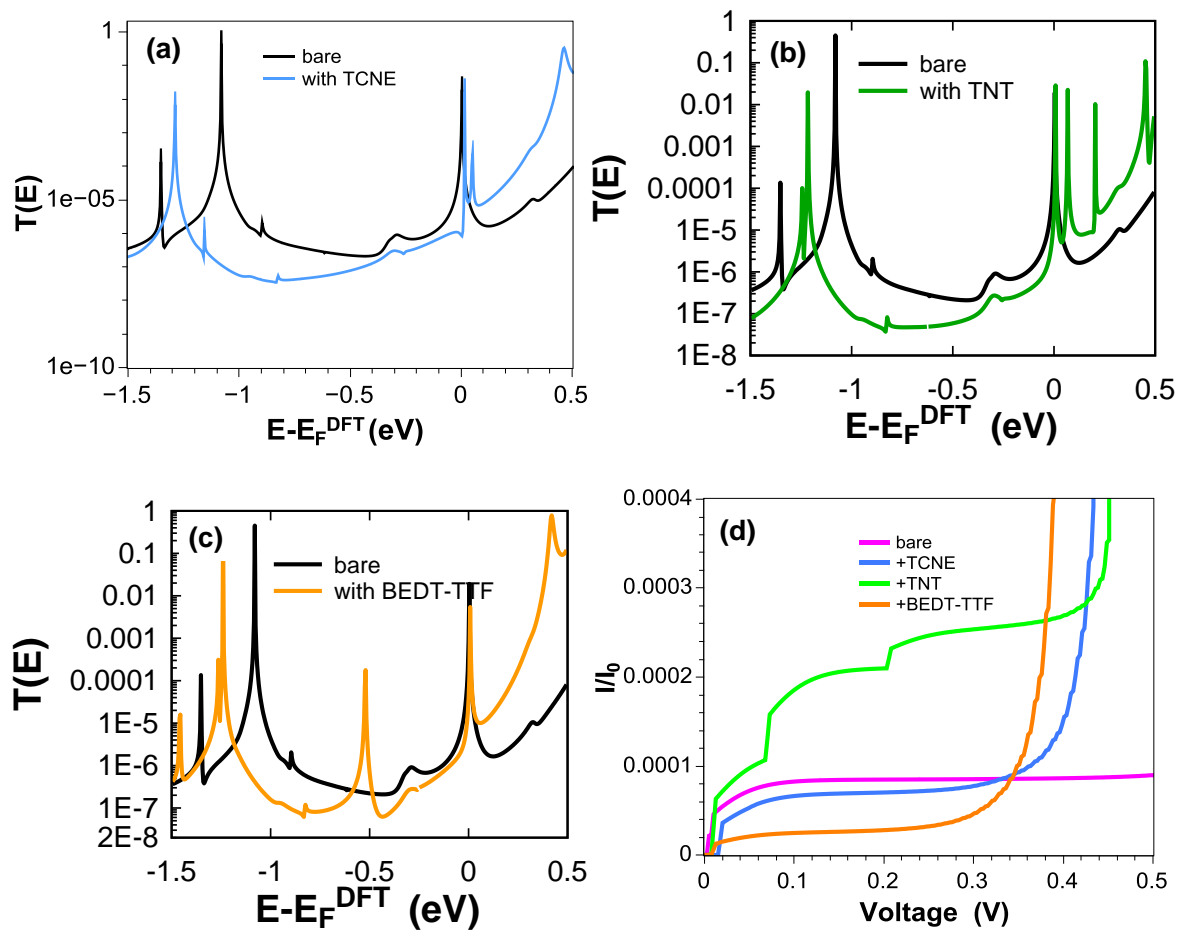 (a)
bare
with TCNE
T(E)
1
1e−05
1e−10
−1.5
−1
−0.5
0
0.5
E-E_F^DFT (eV)
(b)
bare
with TNT
T(E)
1
0.1
0.01
0.001
0.0001
1E-5
1E-6
1E-7
1E-8
-1.5
-1
-0.5
0
0.5
E-E_F^DFT (eV)
(c)
bare
with BEDT-TTF
T(E)
1
0.1
0.01
0.001
0.0001
1E-5
1E-6
1E-7
2E-8
-1.5
-1
-0.5
0
0.5
E-E_F^DFT (eV)
(d)
bare
+TCNE
+TNT
+BEDT-TTF
I/I_0
0.0004
0.0003
0.0002
0.0001
0
0
0.1
0.2
0.3
0.4
0.5
Voltage (V)